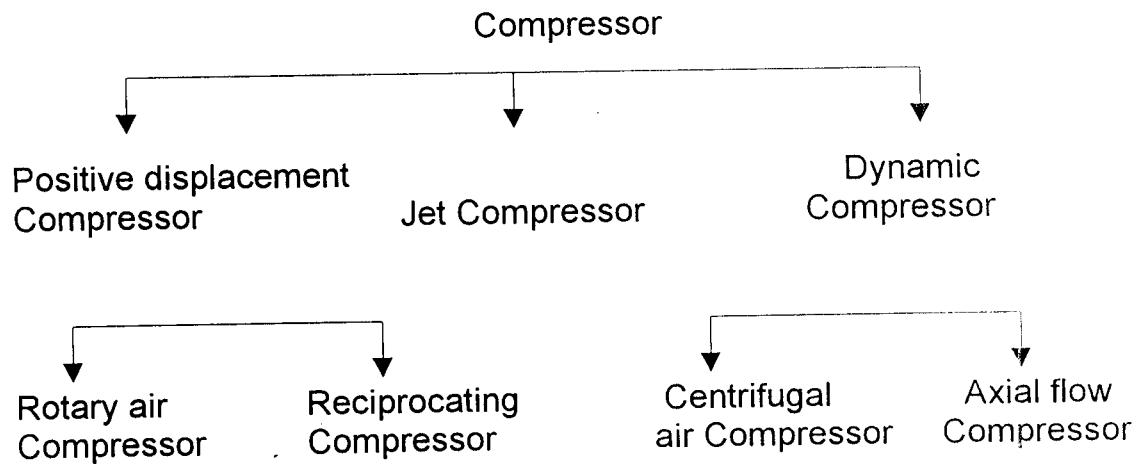 Compressor
Positive displacement
Compressor
Jet Compressor
Dynamic
Compressor
Rotary air
Compressor
Reciprocating
Compressor
Centrifugal
air Compressor
Axial flow
Compressor